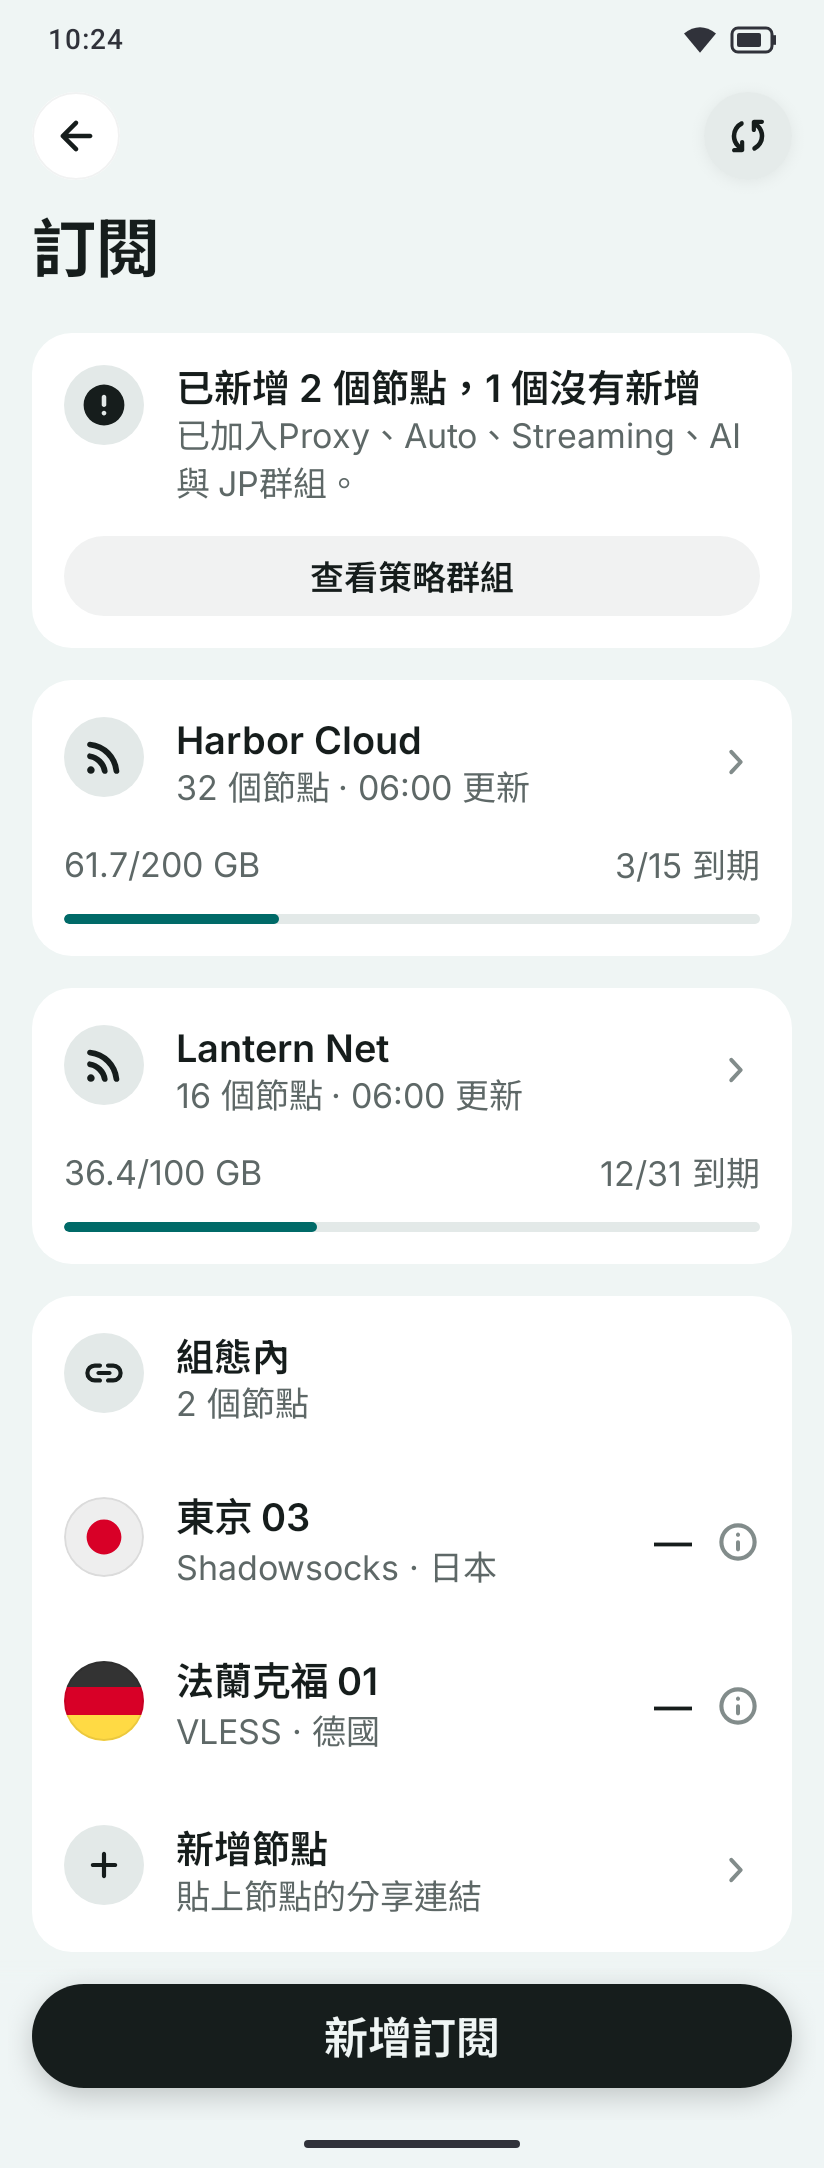 10:24
訂閱
已新增 2 個節點，1 個沒有新增
已加入Proxy、Auto、Streaming、AI
與 JP群組。
查看策略群組
Harbor Cloud
32 個節點 · 06:00 更新
61.7/200 GB
3/15 到期
Lantern Net
16 個節點 · 06:00 更新
36.4/100 GB
12/31 到期
組態內
2 個節點
東京 03
Shadowsocks · 日本
—
法蘭克福 01
VLESS · 德國
—
新增節點
貼上節點的分享連結
新增訂閱